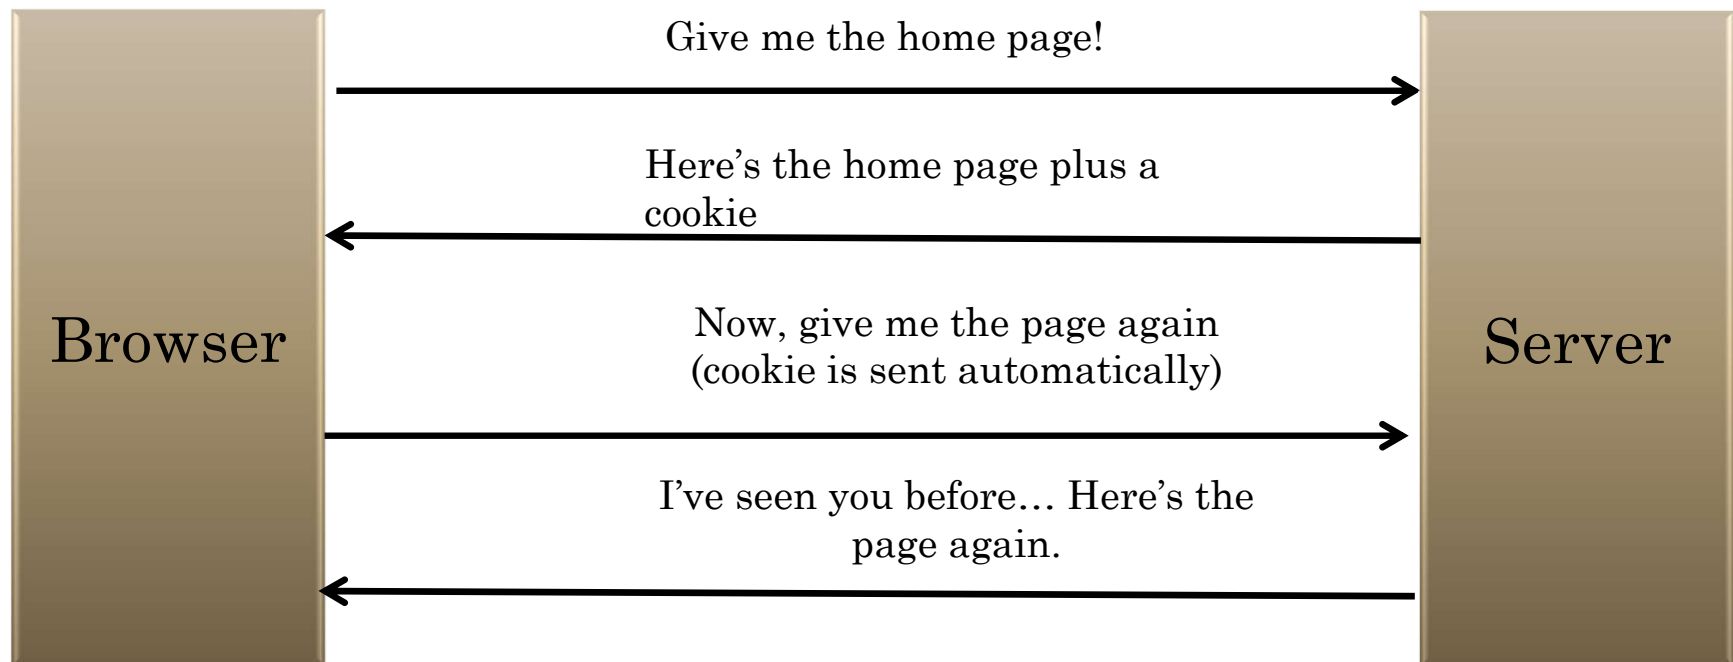 Give me the home page!
Here’s the home page plus a
cookie
Browser
Now, give me the page again
(cookie is sent automatically)
Server
I’ve seen you before… Here’s the
page again.